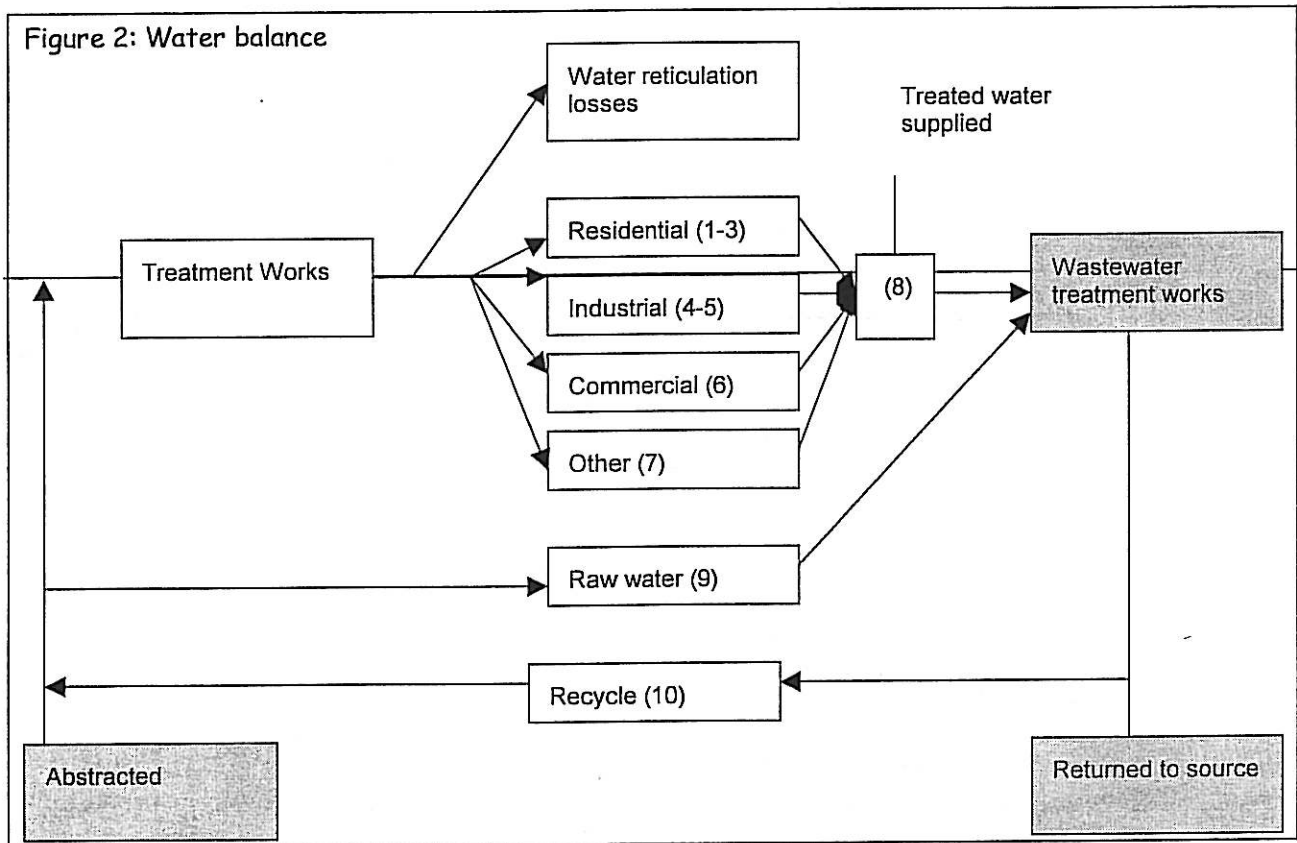 Figure 2: Water balance
Water reticulation
losses
Treated water
supplied
Residential (1-3)
Treatment Works
(8)
Wastewater
treatment works
Industrial (4-5)
Commercial (6)
Other (7)
Raw water (9)
Recycle (10)
Abstracted
Returned to source